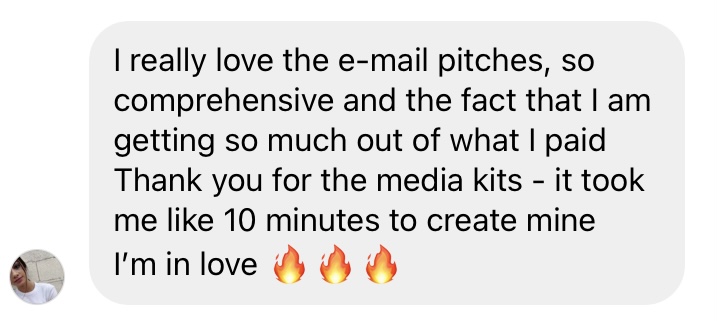 I really love the e-mail pitches, so
comprehensive and the fact that I am
getting so much out of what I paid
Thank you for the media kits - it took
me like 10 minutes to create mine
I'm in love 🔥🔥🔥